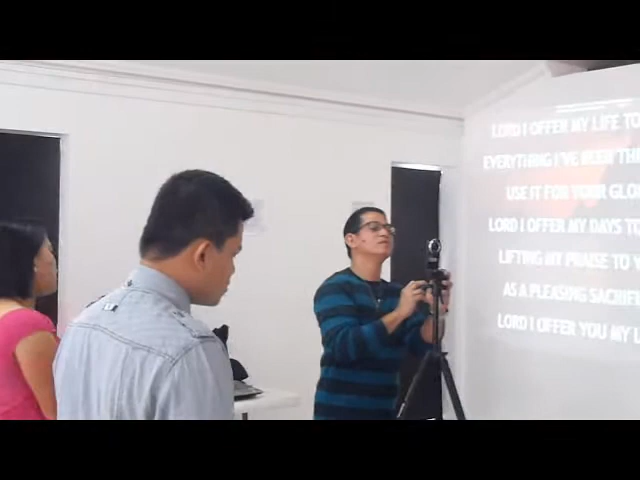 LORD I OFFER MY LIFE TO
EVERYTHING I'VE BEEN
USE IT FOR YOUR
LORD I OFFER MY DAYS TO
LIFTING MY PRAISE TO
AS A PLEASING
LORD I OFFER YOU MY